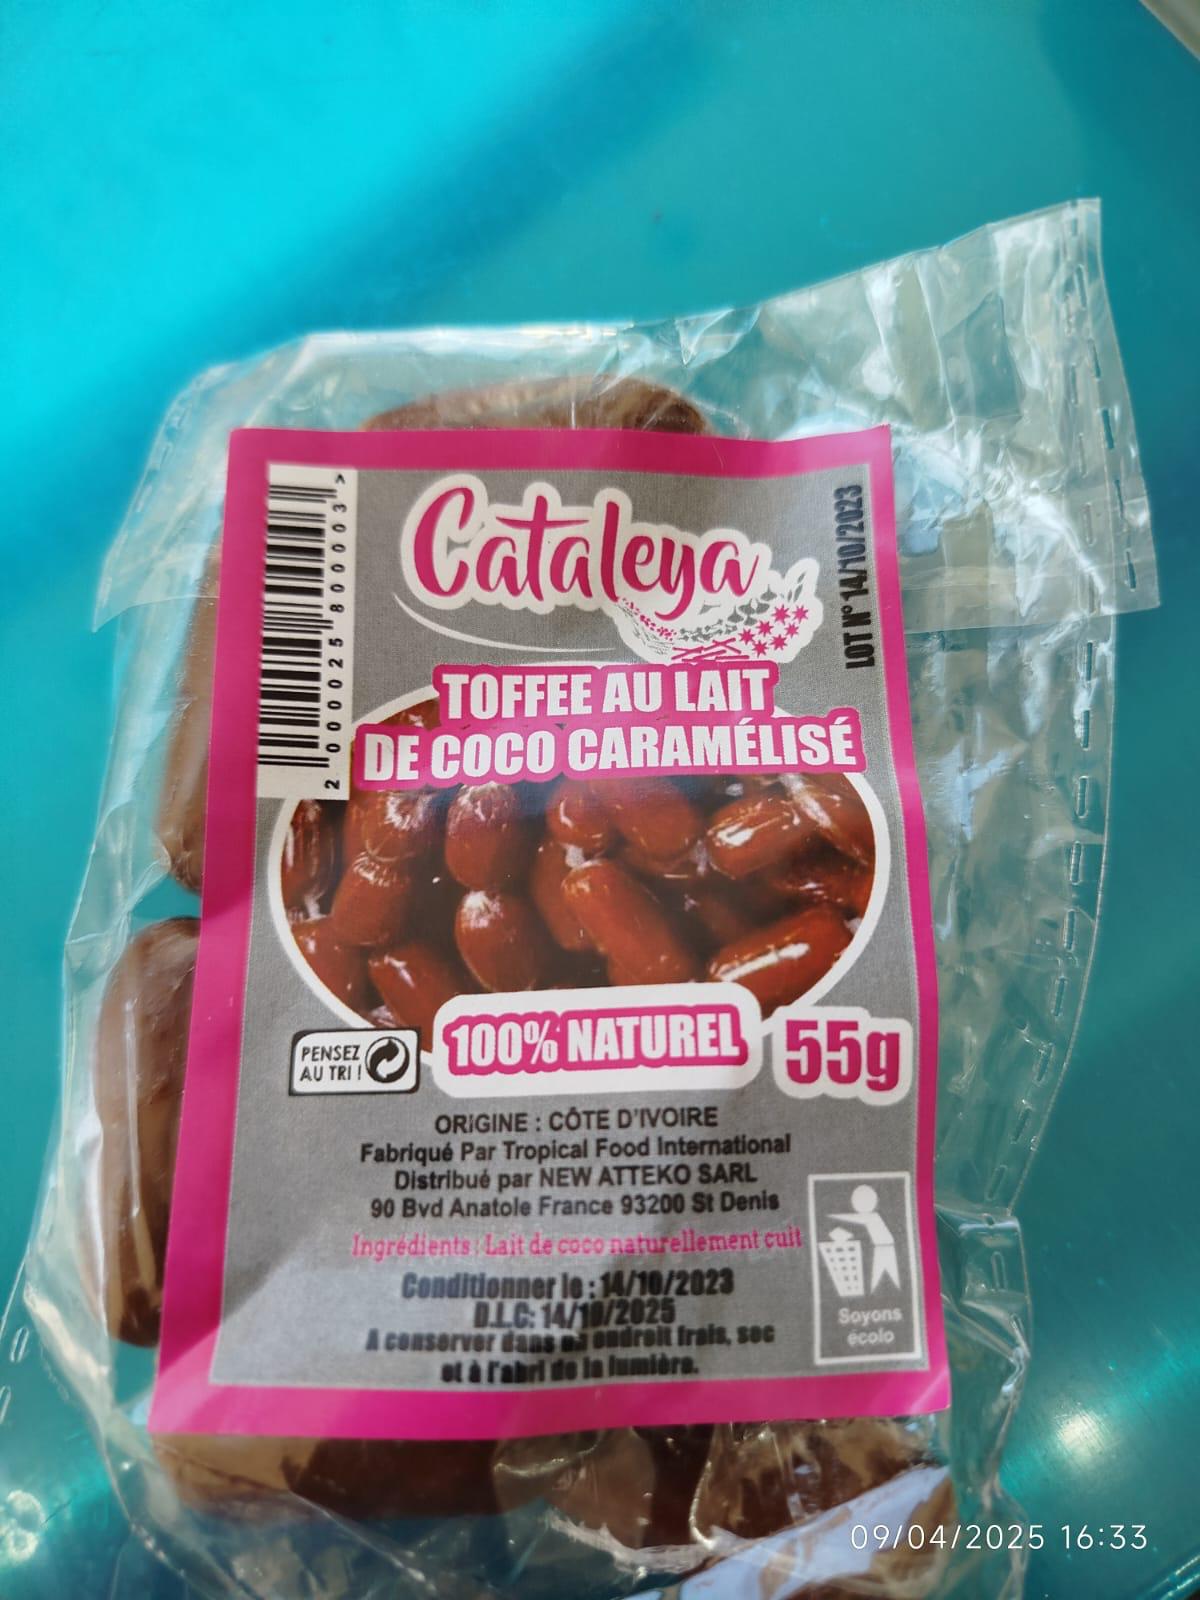 Cataleya
LOT N° 14/10/2023
2 000025 800003 >
TOFFEE AU LAIT
DE COCO CARAMÉLISÉ
100% NATUREL
55g
PENSEZ
AU TRI !
ORIGINE : CÔTE D'IVOIRE
Fabriqué Par Tropical Food International
Distribué par NEW ATTEKO SARL
90 Bvd Anatole France 93200 St Denis
Ingrédients : Lait de coco naturellement cuit
Conditionner le : 14/10/2023
D.L.C: 14/10/2025
A conserver dans un endroit frais, sec
et à l'abri de la lumière.
Soyons
écolo
09/04/2025 16:33